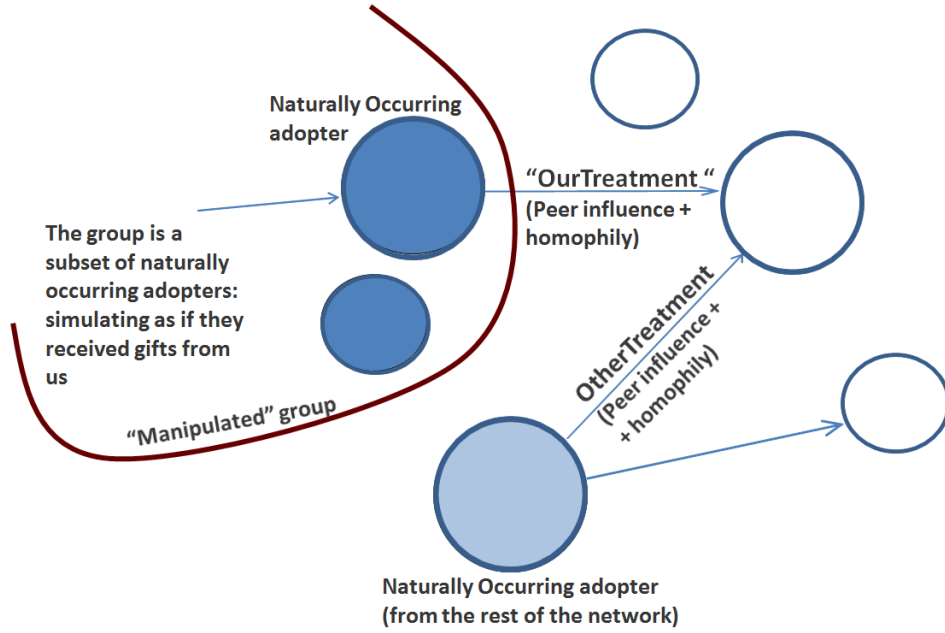 Naturally Occurring
adopter
“OurTreatment “
(Peer influence +
homophily)
The group is a
subset of naturally
occurring adopters:
simulating as if they
received gifts from
us
“Manipulated” group
OtherTreatment
(Peer influence +
+ homophily)
Naturally Occurring adopter
(from the rest of the network)